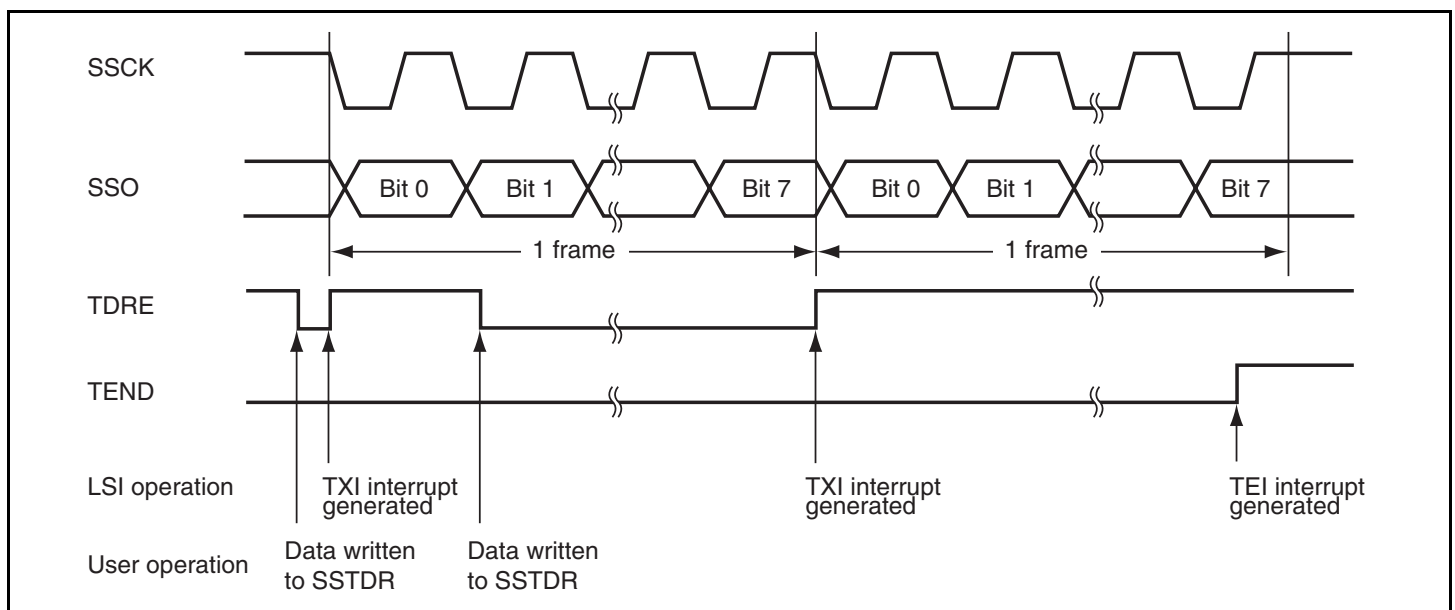 SSCK
SSO
Bit 0
Bit 1
Bit 7
Bit 0
Bit 1
Bit 7
1 frame
1 frame
TDRE
TEND
LSI operation
TXI interrupt
generated
TXI interrupt
generated
TEI interrupt
generated
User operation
Data written
to SSTDR
Data written
to SSTDR